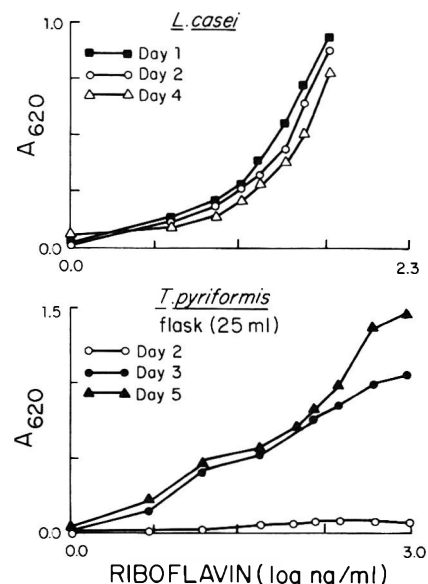 L. casei
1.0
Day 1
Day 2
Day 4
A620
0.0
0.0 2.3
T. pyriformis
flask (25 ml)
1.5
Day 2
Day 3
Day 5
A620
0.0
0.0 3.0
RIBOFLAVIN (log ng/ml)